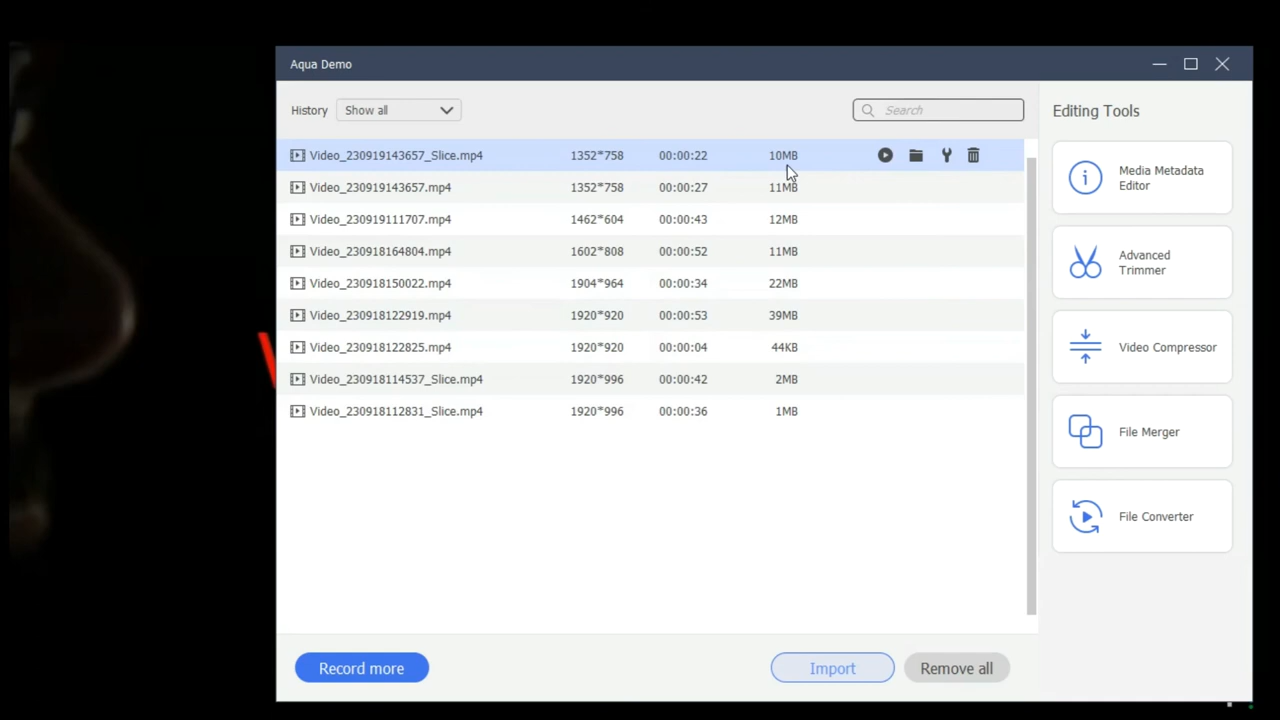 Aqua Demo
History Show all Search
Video_230919143657_Slice.mp4 1352*758 00:00:22 10MB
Video_230919143657.mp4 1352*758 00:00:27 11MB
Video_230919111707.mp4 1462*604 00:00:43 12MB
Video_230918164804.mp4 1602*808 00:00:52 11MB
Video_230918150022.mp4 1904*964 00:00:34 22MB
Video_230918122919.mp4 1920*920 00:00:53 39MB
Video_230918122825.mp4 1920*920 00:00:04 44KB
Video_230918114537_Slice.mp4 1920*996 00:00:42 2MB
Video_230918112831_Slice.mp4 1920*996 00:00:36 1MB
Record more Import Remove all
Editing Tools
Media Metadata
Editor
Advanced
Trimmer
Video Compressor
File Merger
File Converter